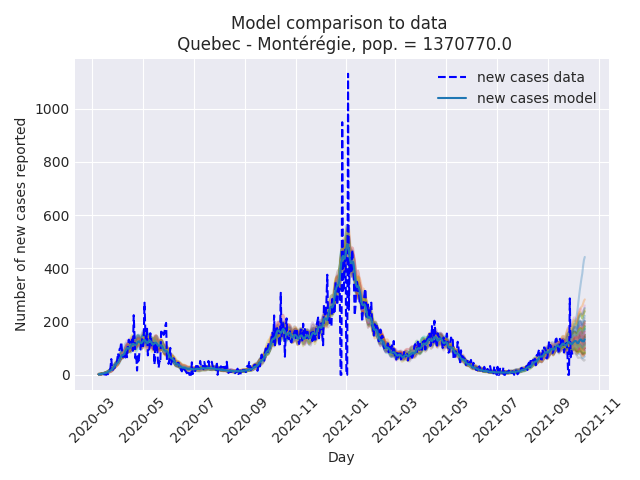 Model comparison to data
Quebec - Montérégie, pop. = 1370770.0
new cases data
new cases model
Number of new cases reported
1000
800
600
400
200
0
2020-03
2020-05
2020-07
2020-09
2020-11
2021-01
2021-03
2021-05
2021-07
2021-09
2021-11
Day